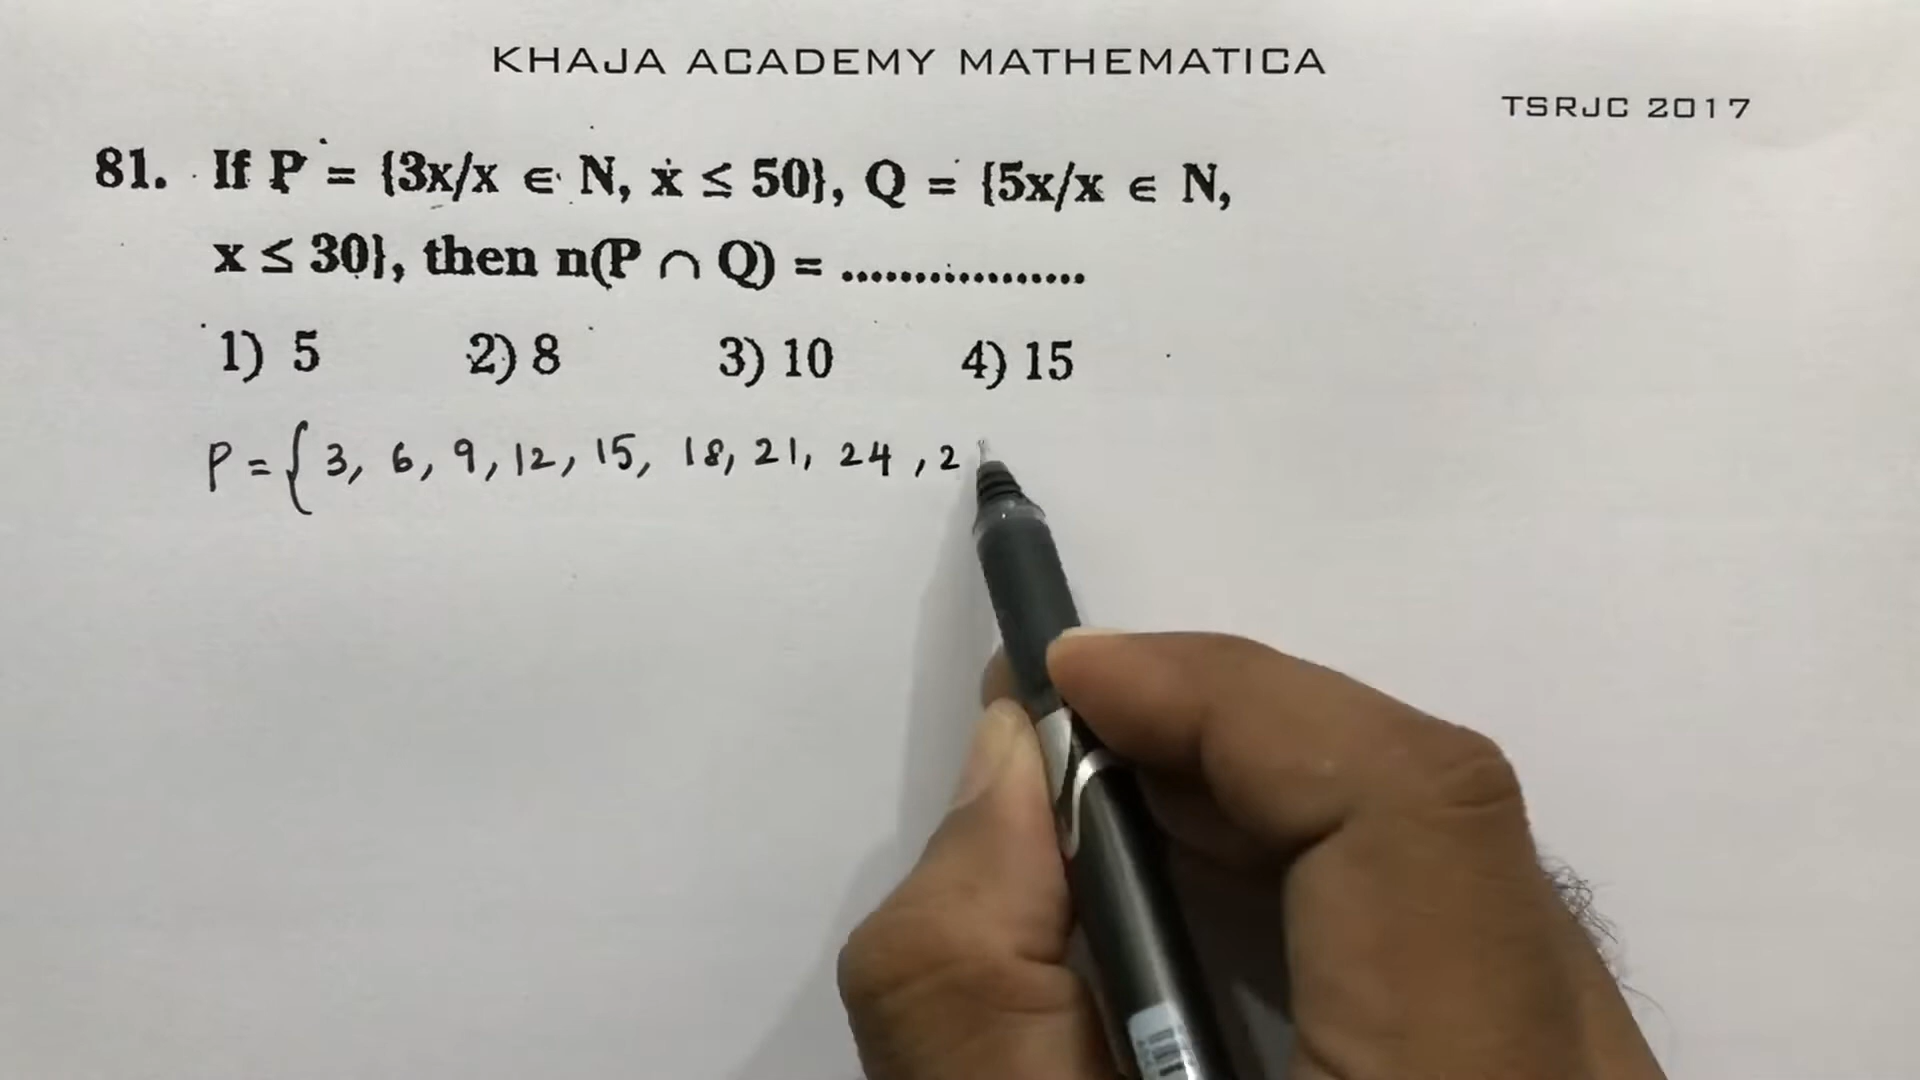 KHAJA ACADEMY MATHEMATICA
TSRJC 2017
81. If P = {3x/x ∈ N, x ≤ 50}, Q = {5x/x ∈ N,
x ≤ 30}, then n(P ∩ Q) = .................
1) 5 2) 8 3) 10 4) 15
P = { 3, 6, 9, 12, 15, 18, 21, 24 , 2